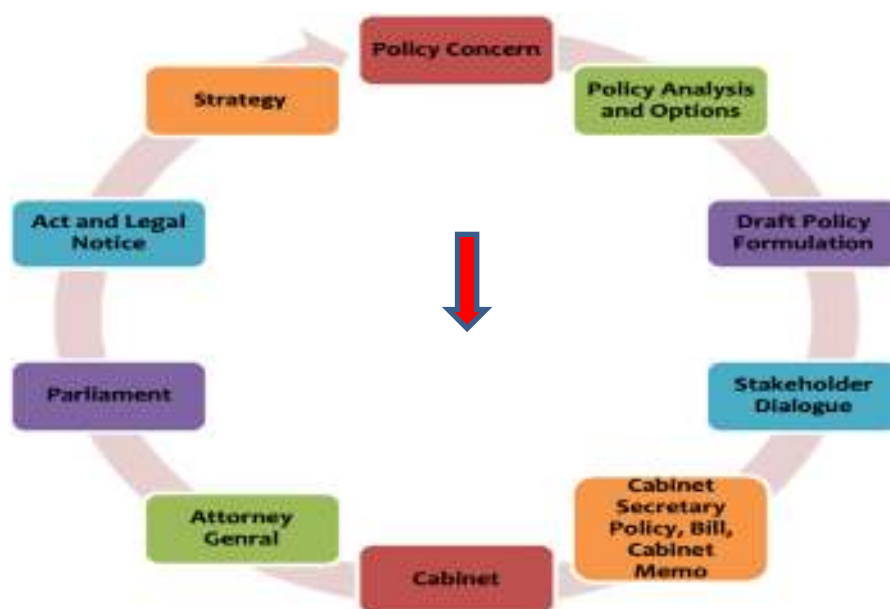 Policy Concern
Policy Analysis
and Options
Draft Policy
Formulation
Stakeholder
Dialogue
Cabinet
Secretary
Policy, Bill,
Cabinet
Memo
Cabinet
Attorney
Genral
Parliament
Act and Legal
Notice
Strategy